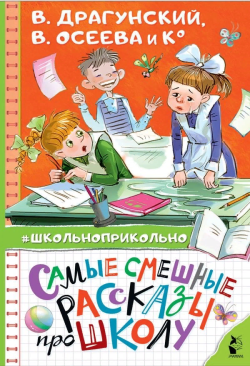 В. ДРАГУНСКИЙ,
В. ОСЕЕВА и К°
#ШКОЛЬНОПРИКОЛЬНО
САМЫЕ СМЕШНЫЕ
РАССКАЗЫ
про ШКОЛУ